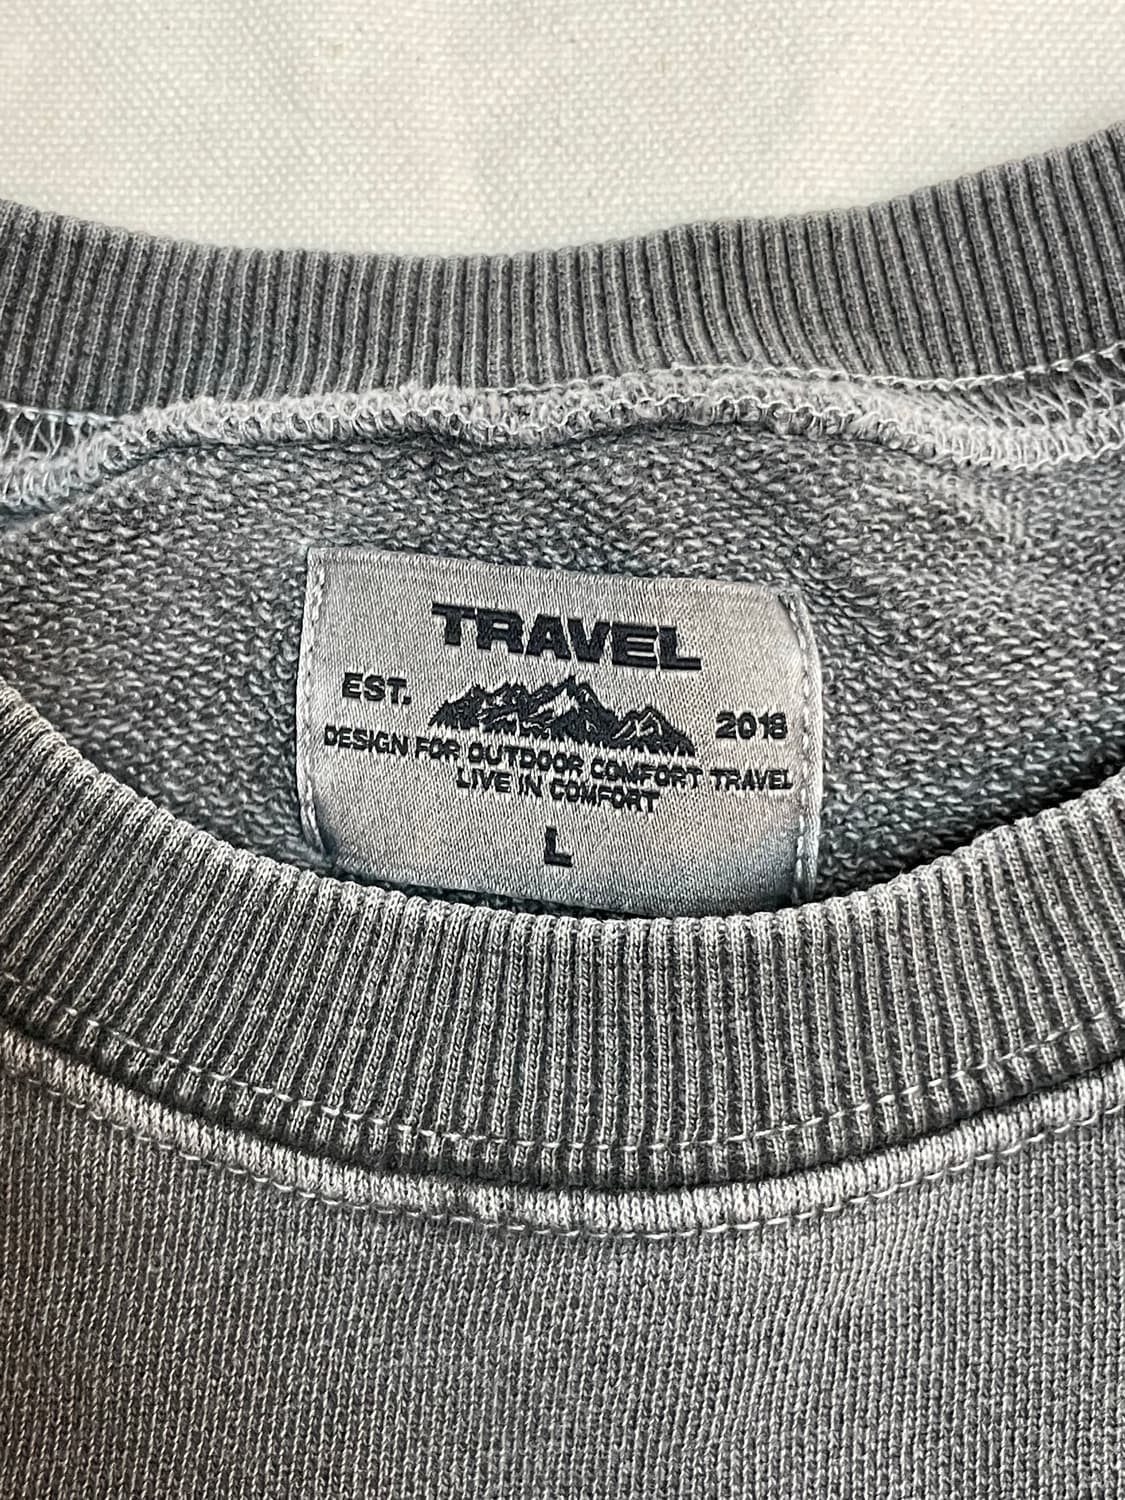 TRAVEL
EST. 2018
DESIGN FOR OUTDOOR COMFORT TRAVEL
LIVE IN COMFORT
L